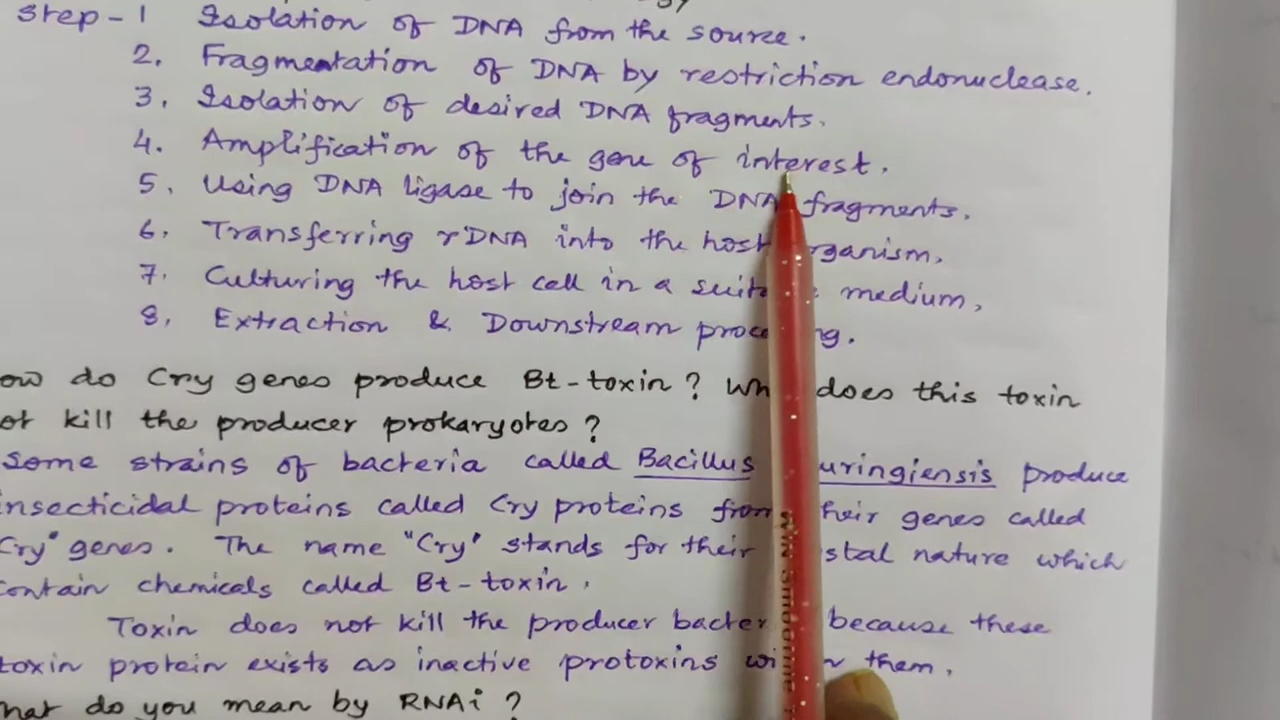 Step - 1 Isolation of DNA from the source.
2. Fragmentation of DNA by restriction endonuclease.
3. Isolation of desired DNA fragments.
4. Amplification of the gene of interest.
5. Using DNA ligase to join the DNA fragments.
6. Transferring rDNA into the host rganism,
7. Culturing the host cell in a suit medium,
8. Extraction & Downstream proc g.
ow do Cry genes produce Bt-toxin? Wh does this toxin
ot kill the producer prokaryotes?
Some strains of bacteria called Bacillus uringiensis produce
insecticidal proteins called Cry proteins from heir genes called
Cry" genes. The name "Cry" stands for their stal nature which
ontain chemicals called Bt-toxin.
Toxin does not kill the producer bacter because these
toxin protein exists as inactive protoxins wi n them.
hat do you mean by RNAi?